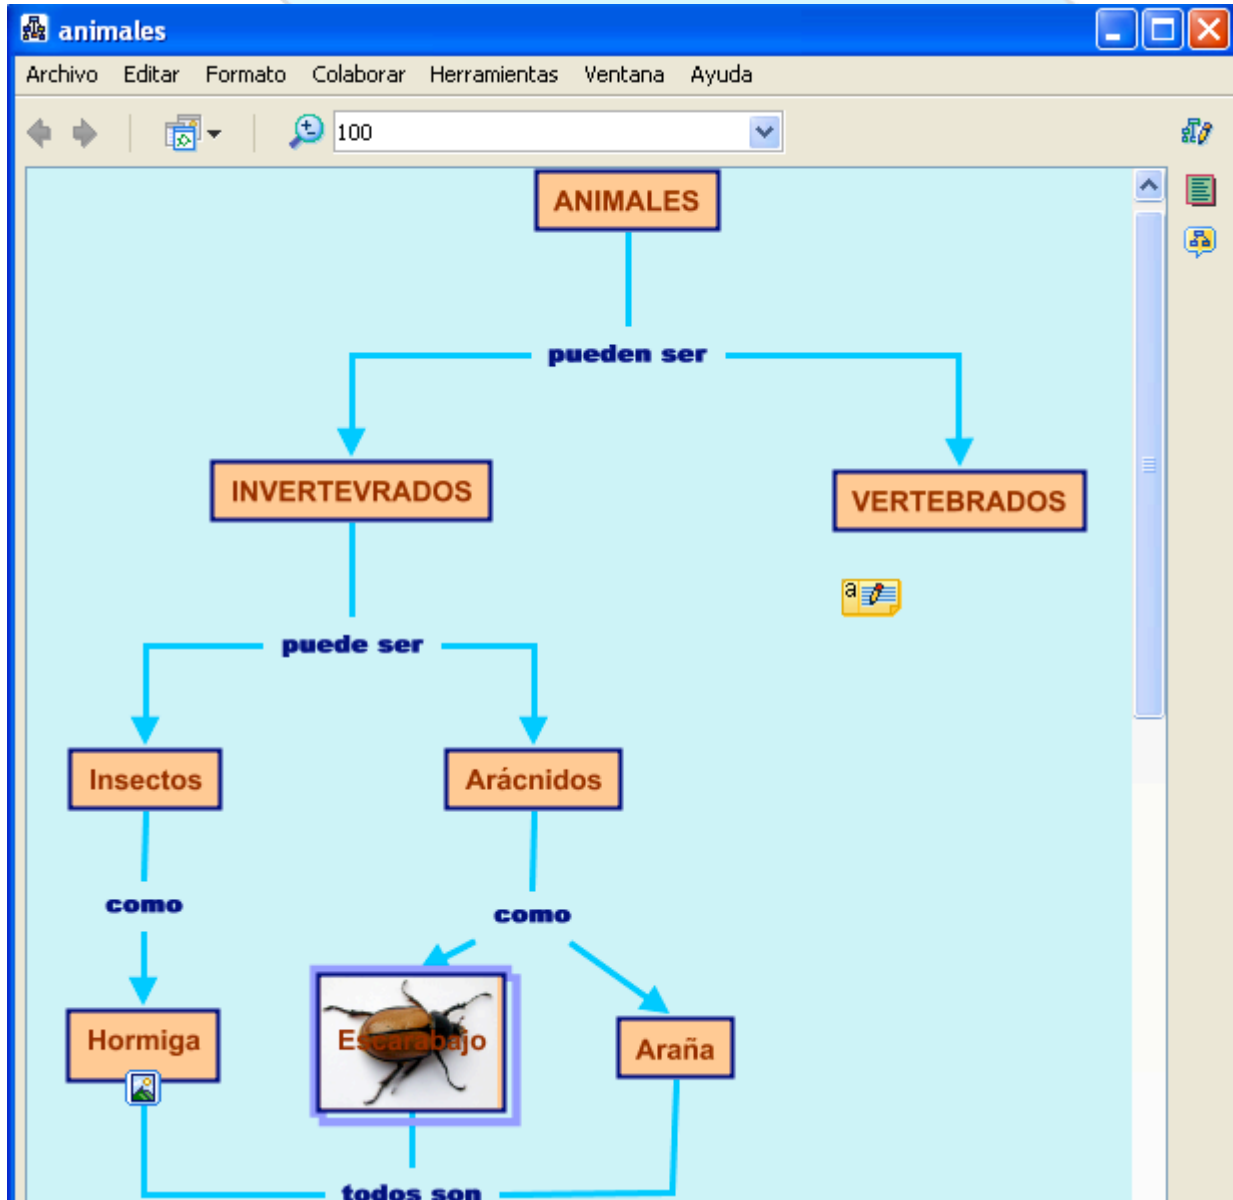 animales
Archivo Editar Formato Colaborar Herramientas Ventana Ayuda
100
ANIMALES
pueden ser
INVERTEVRADOS
VERTEBRADOS
a
puede ser
Insectos
Arácnidos
como
como
Hormiga
Escarabajo
Araña
todos son